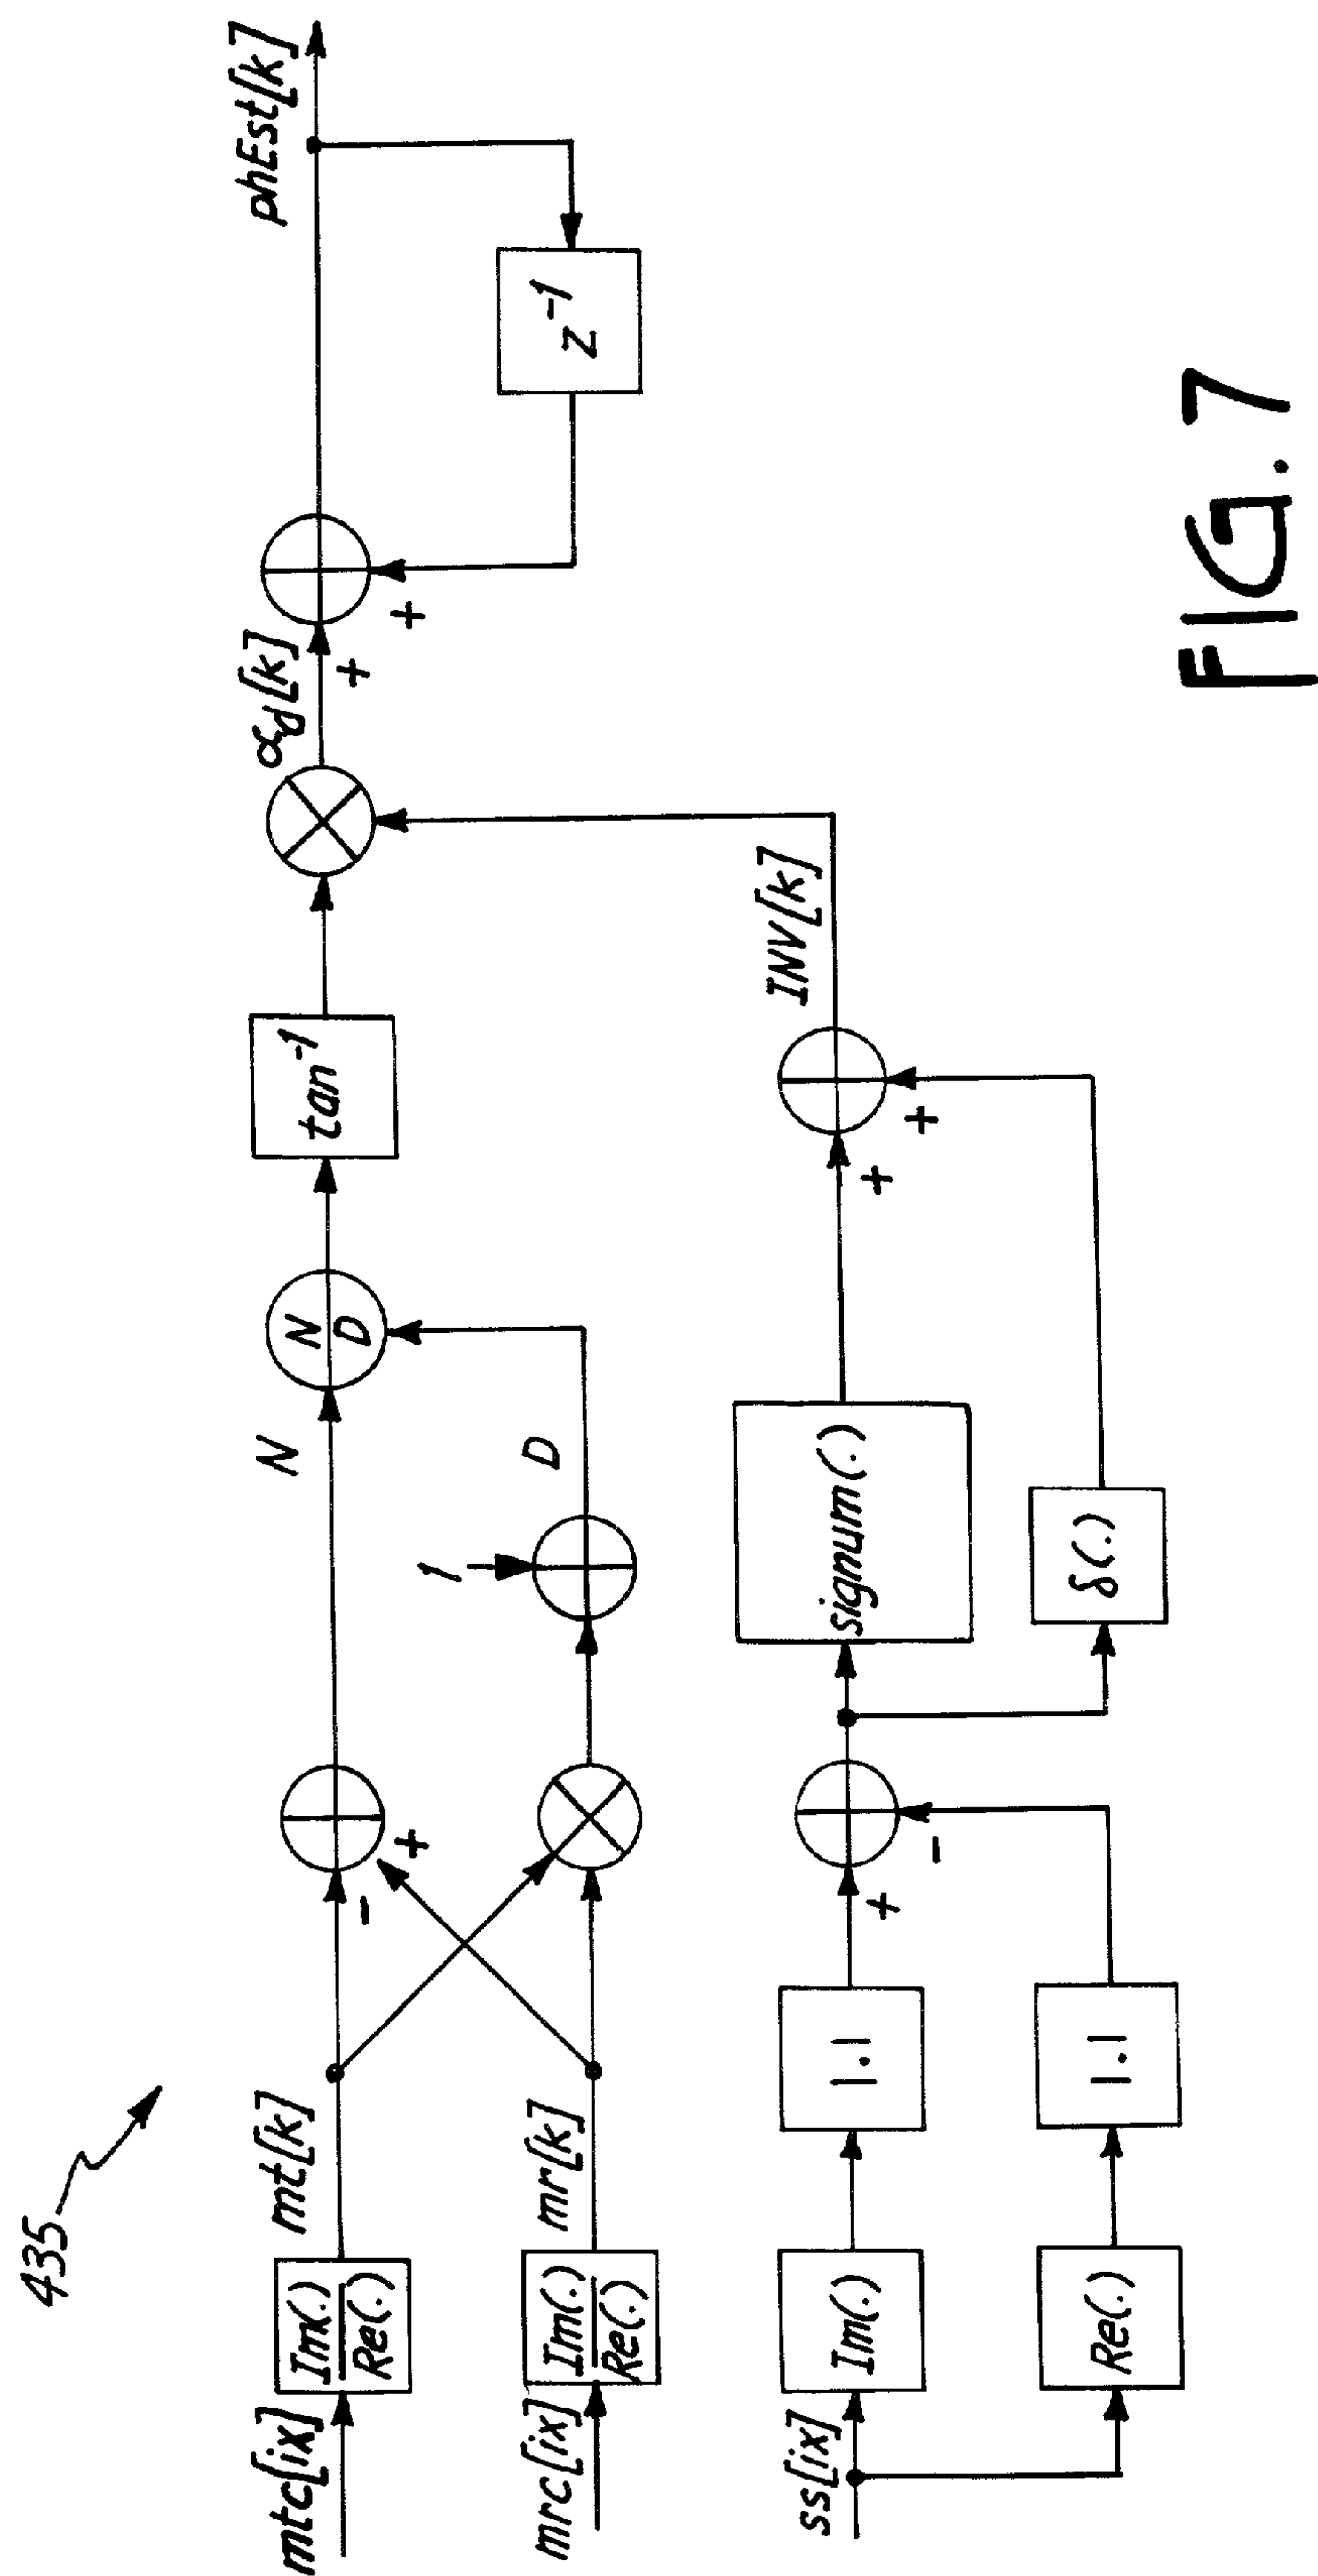 435
mtc[ix]
Im(.)
Re(.)
mt[k]
-
+
N
N
D
tan⁻¹
αd[k]
+
+
phEst[k]
z⁻¹
mrc[ix]
Im(.)
Re(.)
mr[k]
1
D
ss[ix]
Im(.)
|.|
+
-
signum(.)
+
+
INV[k]
Re(.)
|.|
δ(.)
FIG. 7